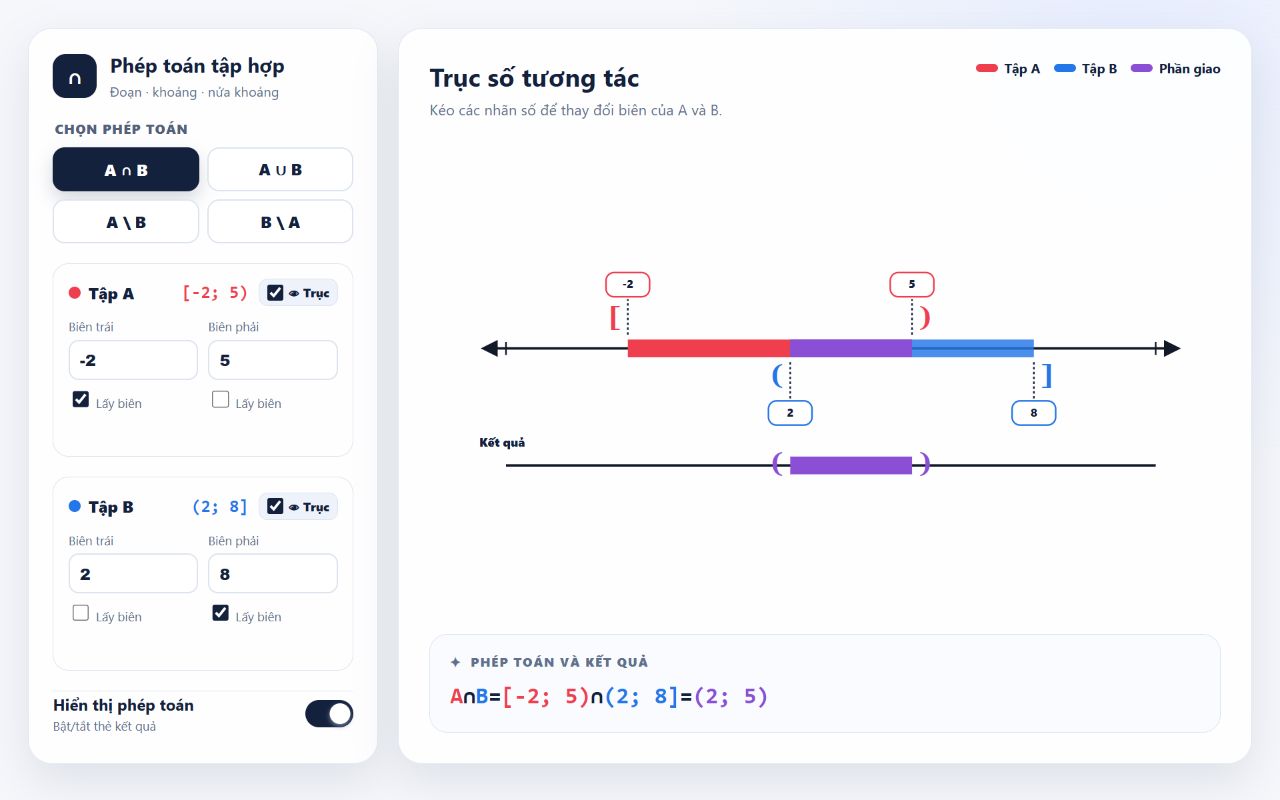 ∩
Phép toán tập hợp
Đoạn · khoảng · nửa khoảng
CHỌN PHÉP TOÁN
A ∩ B
A ∪ B
A \ B
B \ A
Tập A
[-2; 5)
Trục
Biên trái
Biên phải
-2
5
Lấy biên
Lấy biên
Tập B
(2; 8]
Trục
Biên trái
Biên phải
2
8
Lấy biên
Lấy biên
Hiển thị phép toán
Bật/tắt thẻ kết quả
Trục số tương tác
Kéo các nhãn số để thay đổi biên của A và B.
Tập A
Tập B
Phần giao
-2
5
[
)
(
]
2
8
Kết quả
(
)
✦ PHÉP TOÁN VÀ KẾT QUẢ
A∩B=[-2; 5)∩(2; 8]=(2; 5)